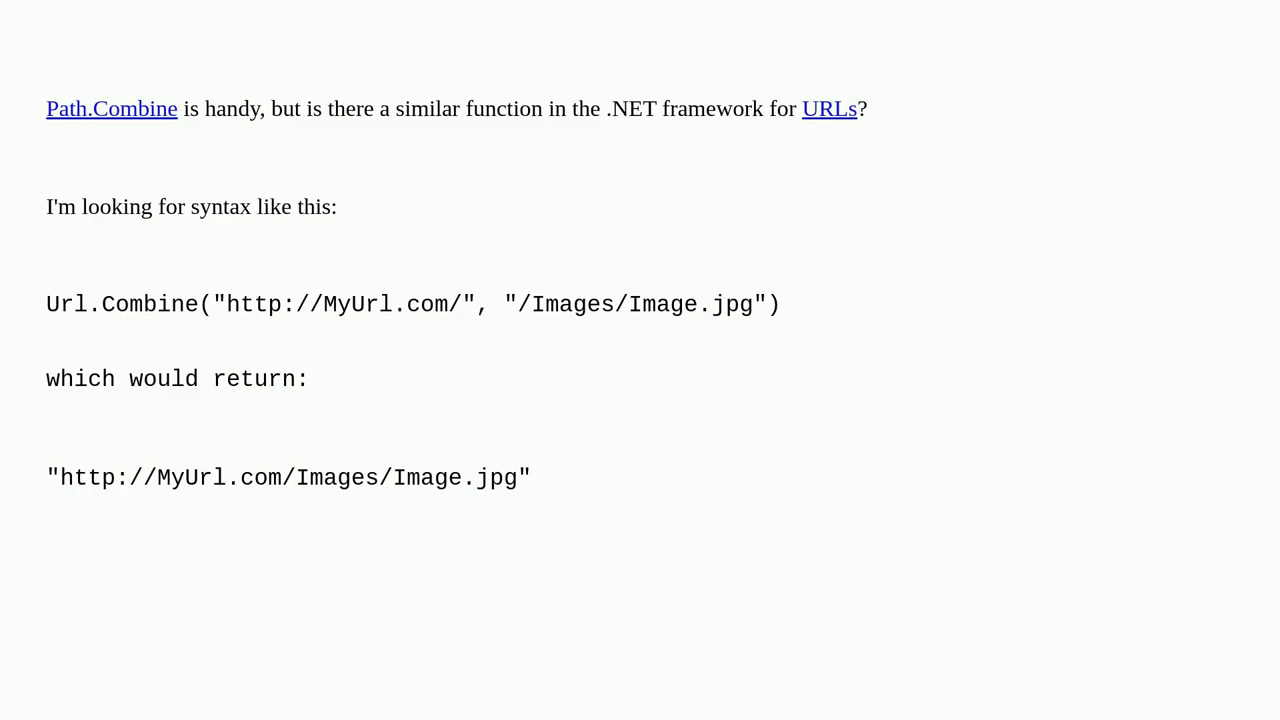 Path.Combine is handy, but is there a similar function in the .NET framework for URLs?
I'm looking for syntax like this:
Url.Combine("http://MyUrl.com/", "/Images/Image.jpg")
which would return:
"http://MyUrl.com/Images/Image.jpg"